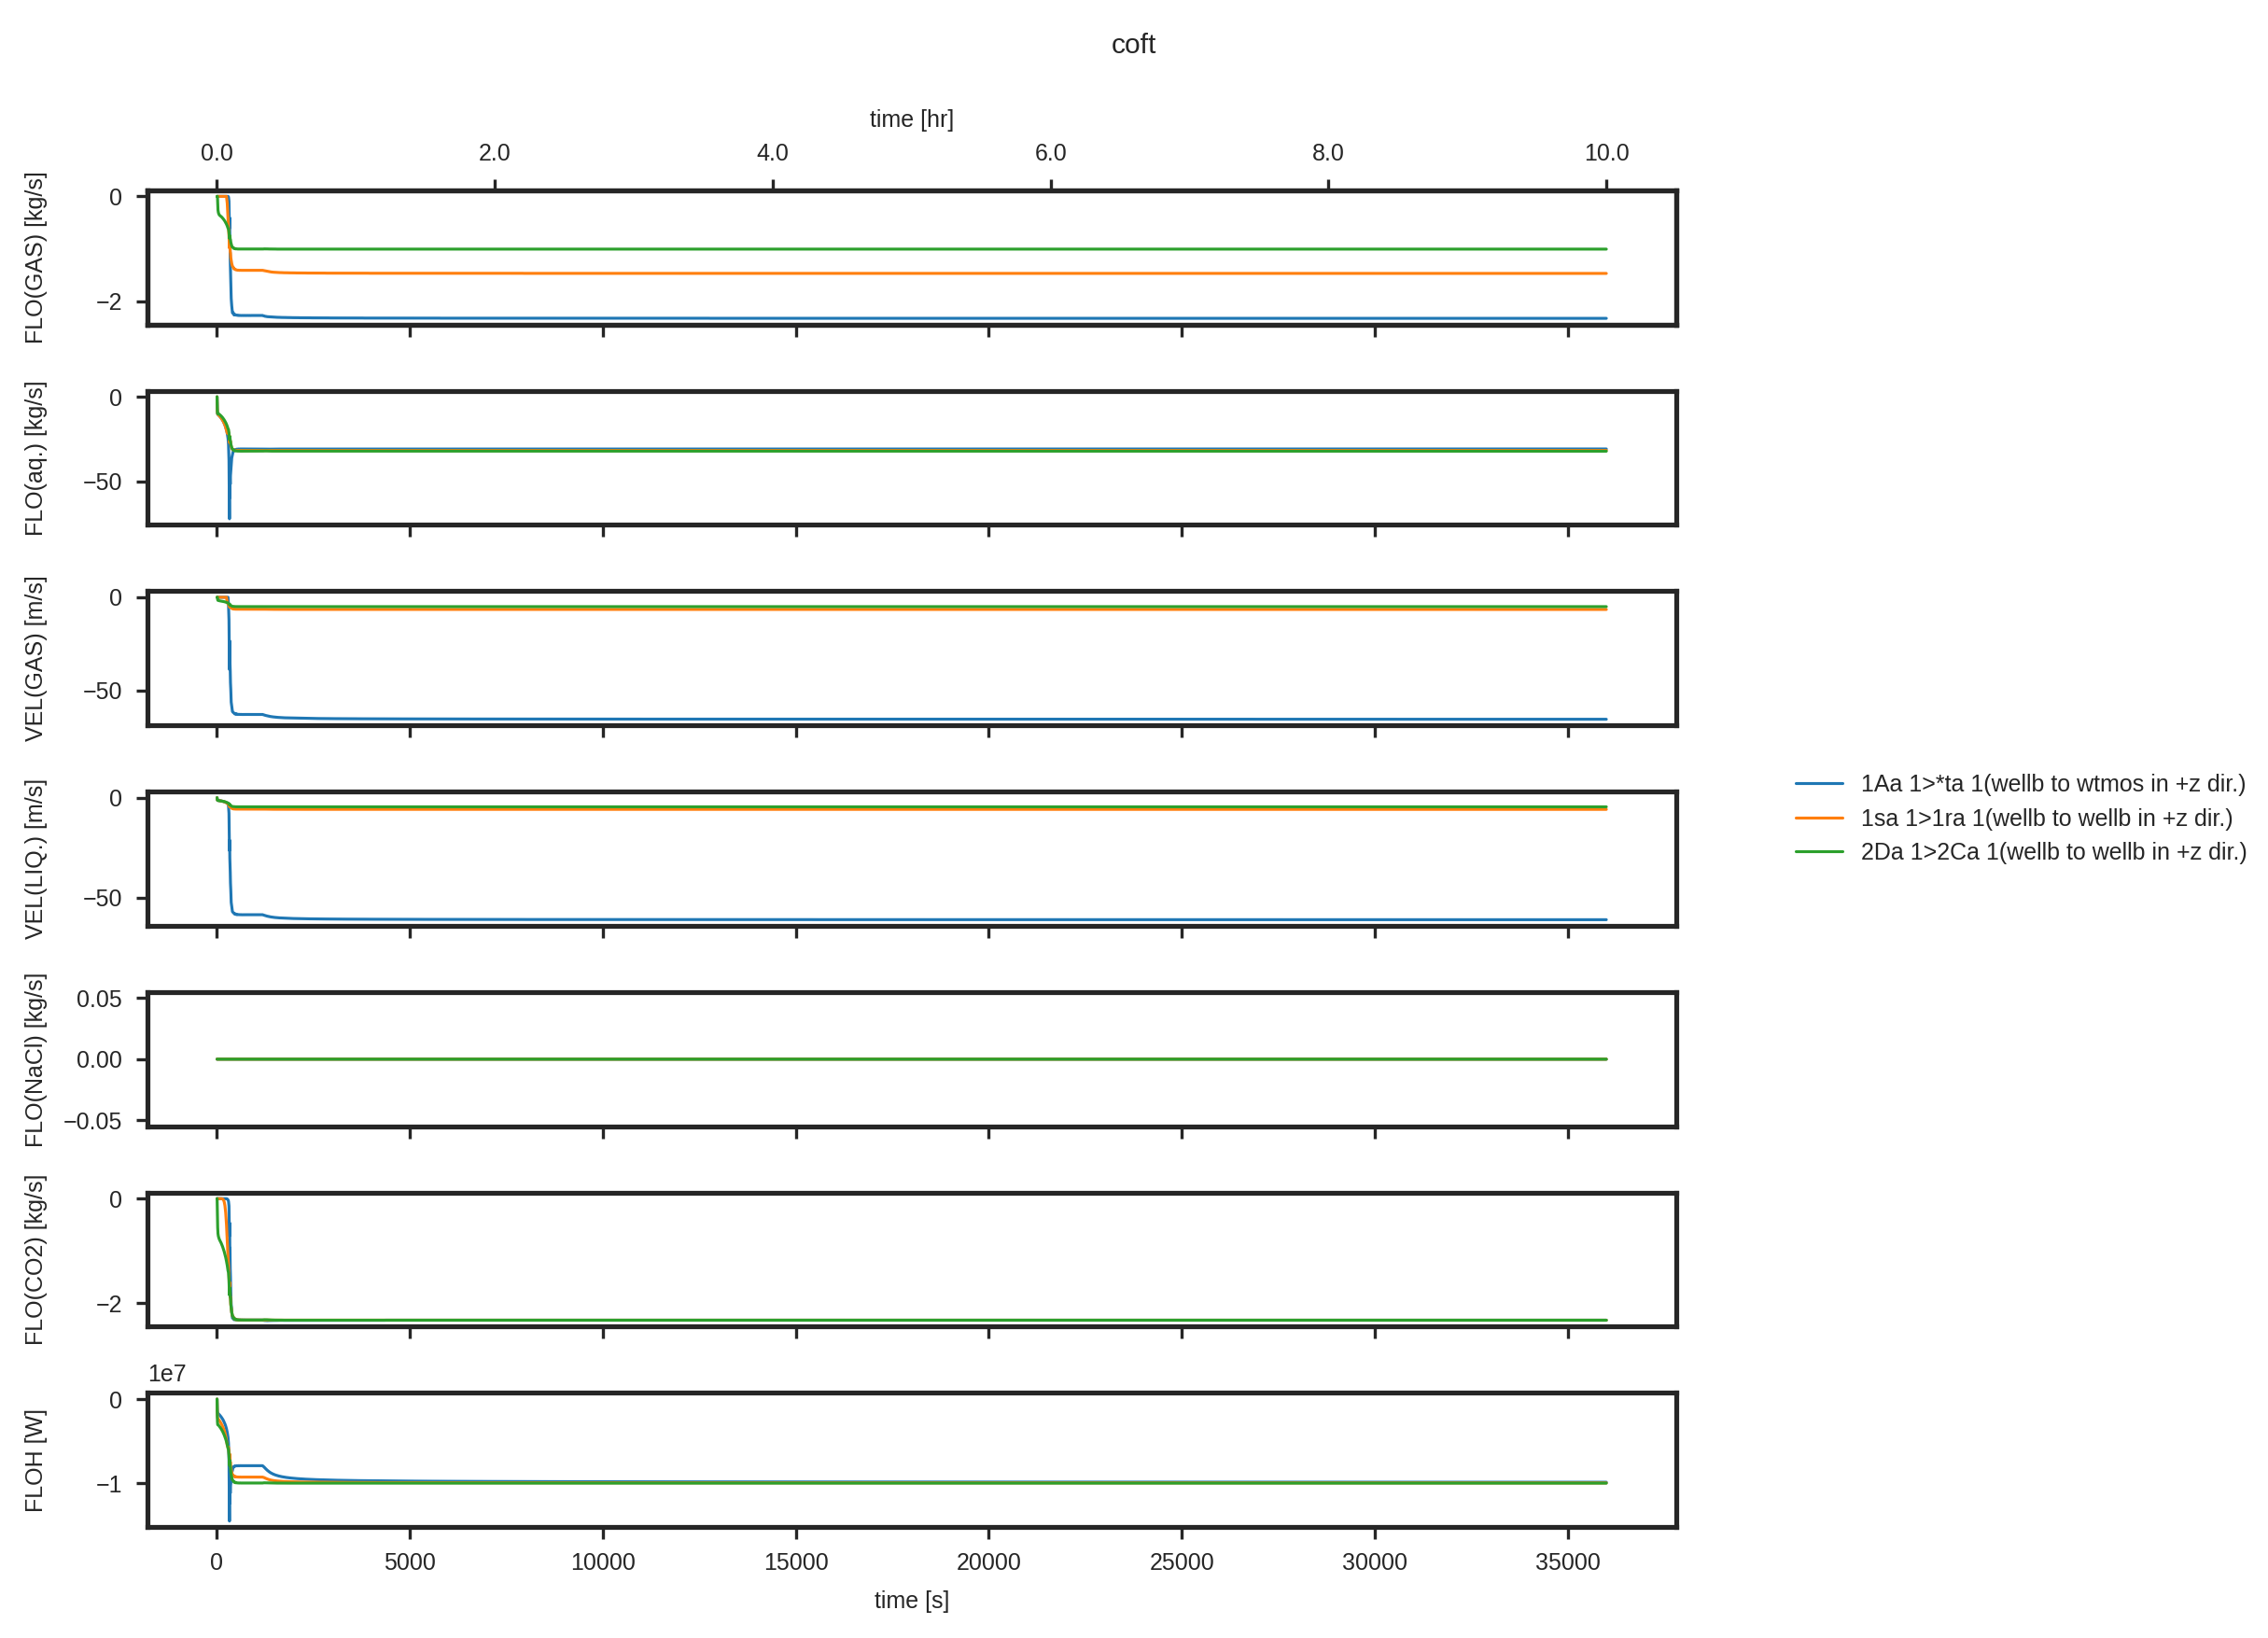 coft
time [hr]
0.0 2.0 4.0 6.0 8.0 10.0
FLO(GAS) [kg/s]
0
−2
FLO(aq.) [kg/s]
0
−50
VEL(GAS) [m/s]
0
−50
VEL(LIQ.) [m/s]
0
−50
1Aa 1>*ta 1(wellb to wtmos in +z dir.)
1sa 1>1ra 1(wellb to wellb in +z dir.)
2Da 1>2Ca 1(wellb to wellb in +z dir.)
FLO(NaCl) [kg/s]
0.05
0.00
−0.05
FLO(CO2) [kg/s]
0
−2
1e7
FLOH [W]
0
−1
0 5000 10000 15000 20000 25000 30000 35000
time [s]